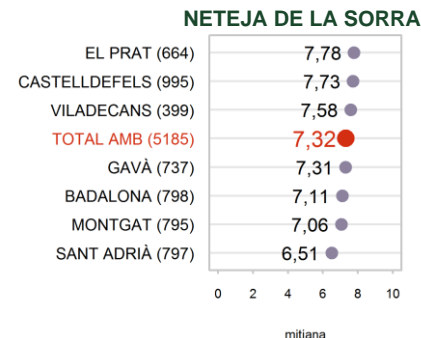 NETEJA DE LA SORRA
EL PRAT (664) 7,78
CASTELLDEFELS (995) 7,73
VILADECANS (399) 7,58
TOTAL AMB (5185) 7,32
GAVÀ (737) 7,31
BADALONA (798) 7,11
MONTGAT (795) 7,06
SANT ADRIÀ (797) 6,51
0 2 4 6 8 10
mitjana